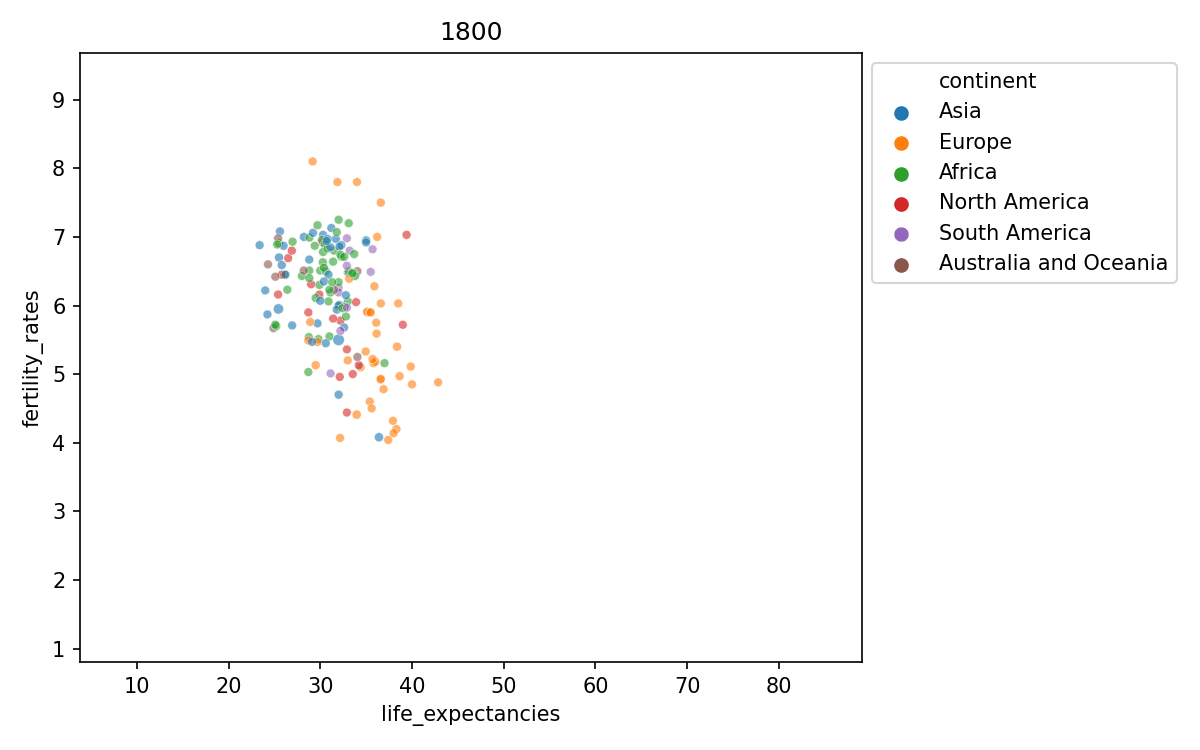 1800
9
8
7
6
5
4
3
2
1
fertility_rates
10 20 30 40 50 60 70 80
life_expectancies
continent
Asia
Europe
Africa
North America
South America
Australia and Oceania